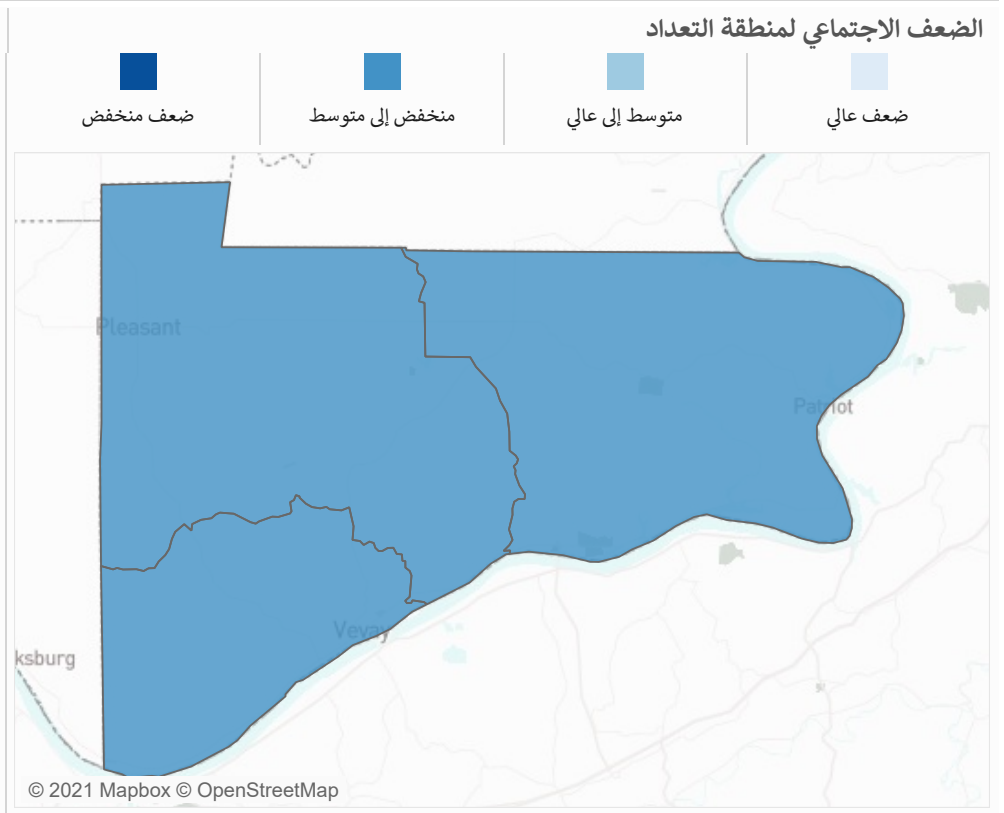 الضعف الاجتماعي لمنطقة التعداد
ضعف عالي
متوسط إلى عالي
منخفض إلى متوسط
ضعف منخفض
Pleasant
Patriot
Vevay
ksburg
© 2021 Mapbox © OpenStreetMap